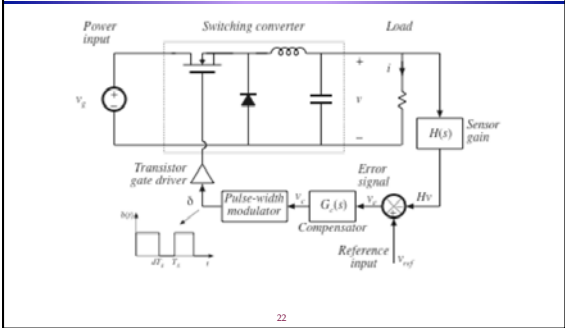 Power
input
Switching converter
Load
+
i
v_g
+
−
v
−
H(s)
Sensor
gain
Transistor
gate driver
Error
signal
δ
Pulse-width
modulator
v_c
G_c(s)
v_e
Hv
Compensator
Reference
input
v_ref
dT_s T_s t
22